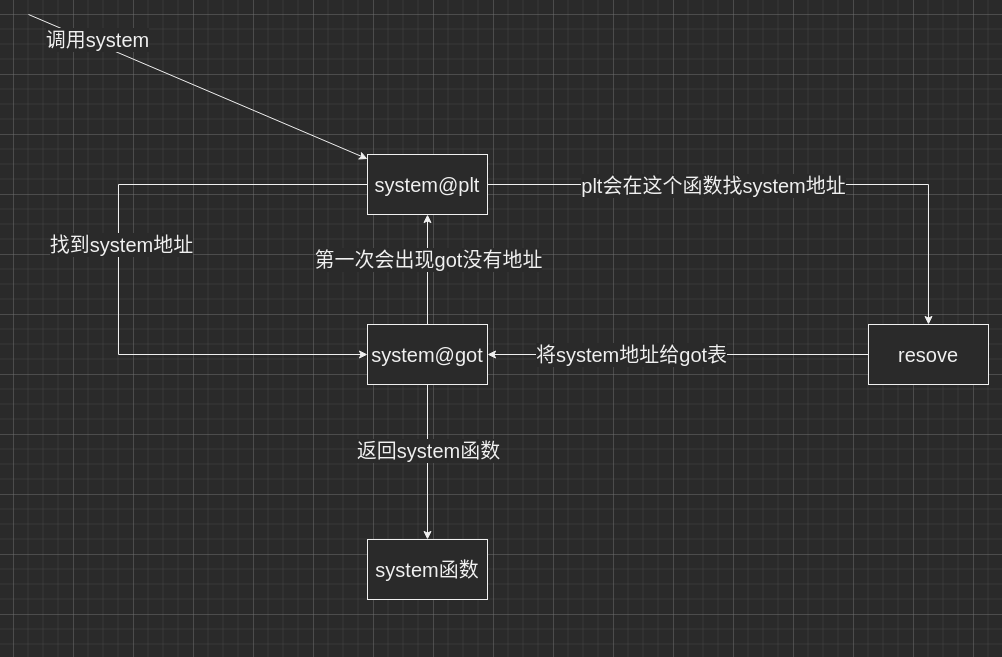 调用system
system@plt
plt会在这个函数找system地址
找到system地址
第一次会出现got没有地址
system@got
将system地址给got表
resove
返回system函数
system函数